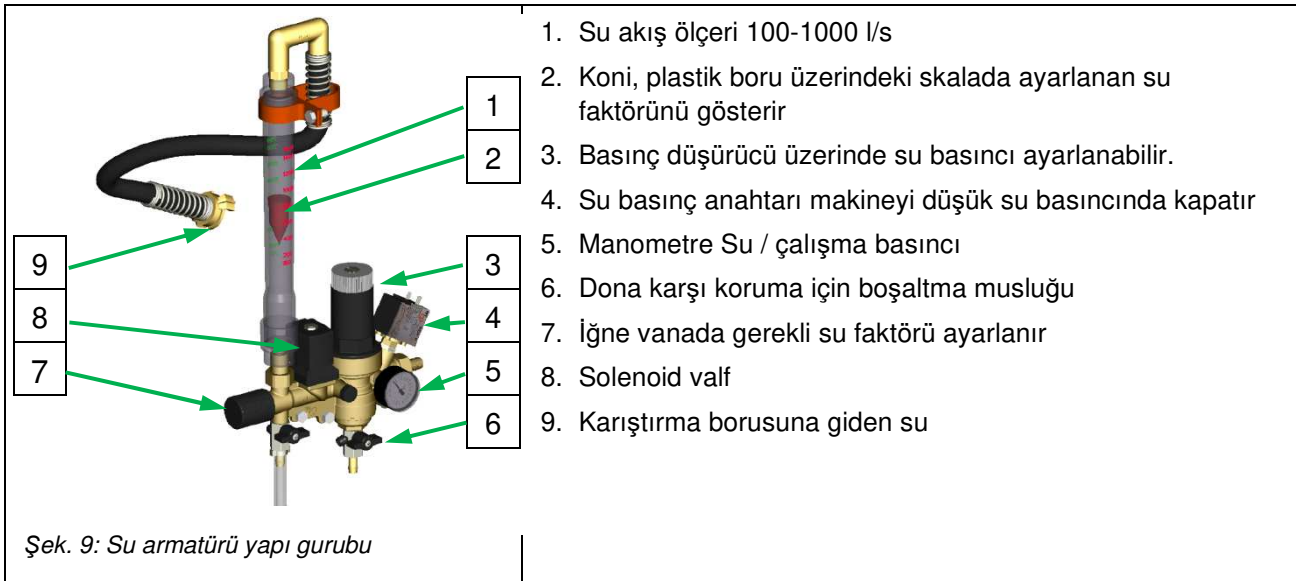 1
2
3
4
5
6
9
8
7
Şek. 9: Su armatürü yapı gurubu
1. Su akış ölçeri 100-1000 l/s
2. Koni, plastik boru üzerindeki skalada ayarlanan su
faktörünü gösterir
3. Basınç düşürücü üzerinde su basıncı ayarlanabilir.
4. Su basınç anahtarı makineyi düşük su basıncında kapatır
5. Manometre Su / çalışma basıncı
6. Dona karşı koruma için boşaltma musluğu
7. İğne vanada gerekli su faktörü ayarlanır
8. Solenoid valf
9. Karıştırma borusuna giden su